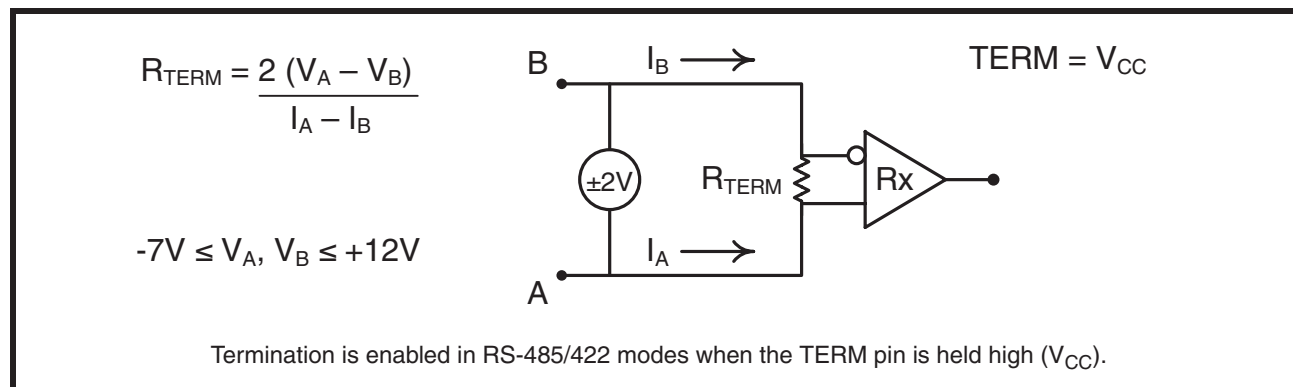 R_TERM = 2 (V_A – V_B)
I_A – I_B
B
I_B
TERM = V_CC
±2V
R_TERM
Rx
-7V ≤ V_A, V_B ≤ +12V
I_A
A
Termination is enabled in RS-485/422 modes when the TERM pin is held high (V_CC).